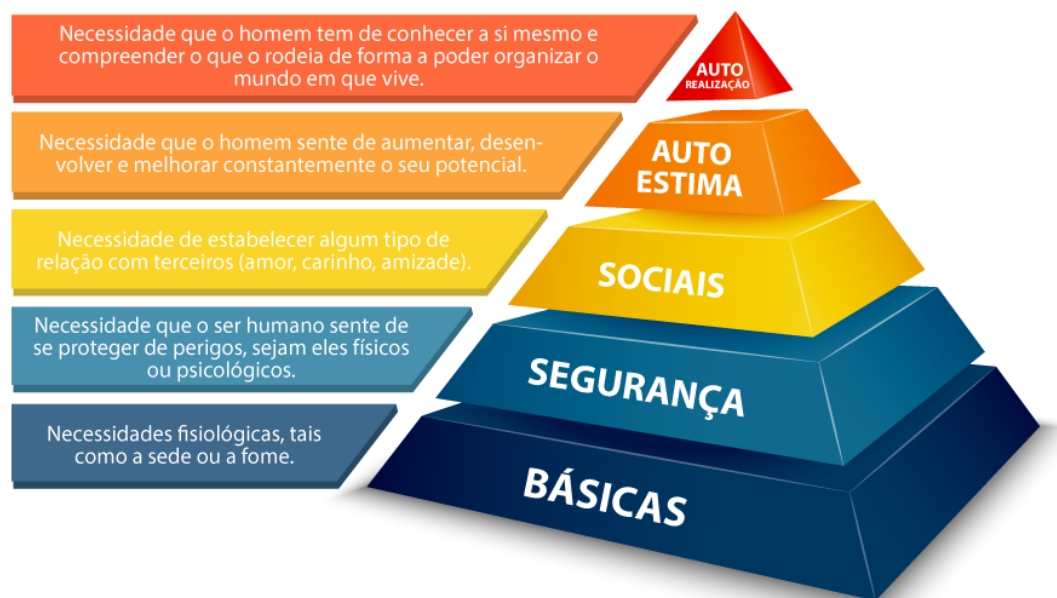 Necessidade que o homem tem de conhecer a si mesmo e
compreender o que o rodeia de forma a poder organizar o
mundo em que vive.
AUTO
REALIZAÇÃO
Necessidade que o homem sente de aumentar, desen-
volver e melhorar constantemente o seu potencial.
AUTO
ESTIMA
Necessidade de estabelecer algum tipo de
relação com terceiros (amor, carinho, amizade).
SOCIAIS
Necessidade que o ser humano sente de
se proteger de perigos, sejam eles físicos
ou psicológicos.
SEGURANÇA
Necessidades fisiológicas, tais
como a sede ou a fome.
BÁSICAS